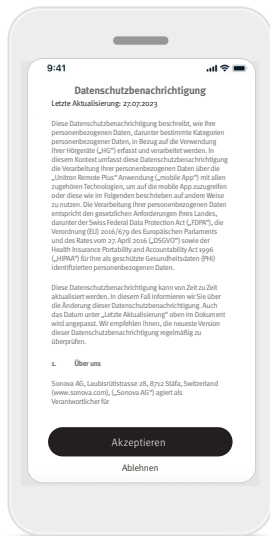 9:41
Datenschutzbenachrichtigung
Letzte Aktualisierung: 27.07.2023
Diese Datenschutzbenachrichtigung beschreibt, wie Ihre
personenbezogenen Daten, darunter bestimmte Kategorien
personenbezogener Daten, in Bezug auf die Verwendung
Ihrer Hörgeräte („HG“) erfasst und verarbeitet werden. In
diesem Kontext umfasst diese Datenschutzbenachrichtigung
die Verarbeitung Ihrer personenbezogenen Daten über die
„Unitron Remote Plus“ Anwendung („mobile App“) mit allen
zugehören Technologien, um auf die mobile App zuzugreifen
oder diese wie im Folgenden beschrieben auf andere Weise
zu nutzen. Die Verarbeitung Ihrer personenbezogenen Daten
entspricht den gesetzlichen Anforderungen Ihres Landes,
darunter der Swiss Federal Data Protection Act („FDPA“), die
Verordnung (EU) 2016/679 des Europäischen Parlaments
und des Rates vom 27. April 2016 („DSGVO“) sowie der
Health Insurance Portability and Accountability Act 1996
(„HIPAA“) für Ihre als geschützte Gesundheitsdaten (PHI)
identifizierten personenbezogenen Daten.
Diese Datenschutzbenachrichtigung kann von Zeit zu Zeit
aktualisiert werden. In diesem Fall informieren wir Sie über
die Änderung dieser Datenschutzbenachrichtigung. Auch
das Datum unter „Letzte Aktualisierung“ oben im Dokument
wird angepasst. Wir empfehlen Ihnen, die neueste Version
dieser Datenschutzbenachrichtigung regelmäßig zu
überprüfen.
1. Über uns
Sonova AG, Laubisrütistrasse 28, 8712 Stäfa, Switzerland
(www.sonova.com), („Sonova AG“) agiert als
Verantwortlicher für
Akzeptieren
Ablehnen